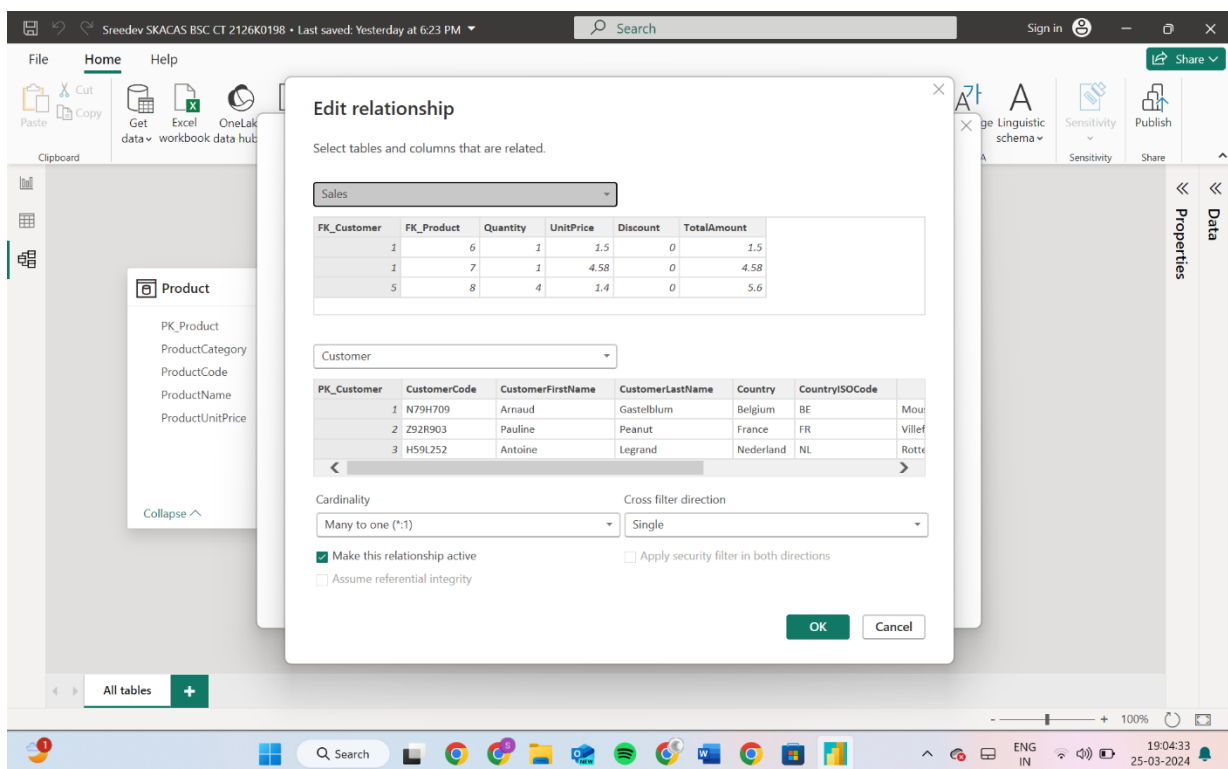 Sreedev SKACAS BSC CT 2126K0198 • Last saved: Yesterday at 6:23 PM
Search
Sign in
File Home Help
Share
Paste
Cut
Copy
Clipboard
Get data
Excel workbook
OneLak data hub
ge Linguistic schema
Sensitivity
Publish
Sensitivity
Share
Edit relationship
Select tables and columns that are related.
Sales
FK_Customer FK_Product Quantity UnitPrice Discount TotalAmount
1 6 1 1.5 0 1.5
1 7 1 4.58 0 4.58
5 8 4 1.4 0 5.6
Customer
PK_Customer CustomerCode CustomerFirstName CustomerLastName Country CountryISOCode
1 N79H709 Arnaud Gastelblum Belgium BE Mou
2 Z92R903 Pauline Peanut France FR Villef
3 H59L252 Antoine Legrand Nederland NL Rotte
Cardinality
Cross filter direction
Many to one (*:1)
Single
Make this relationship active
Apply security filter in both directions
Assume referential integrity
OK Cancel
Product
PK_Product
ProductCategory
ProductCode
ProductName
ProductUnitPrice
Collapse
Properties
Data
All tables
100%
1
Search
ENG
IN
19:04:33
25-03-2024